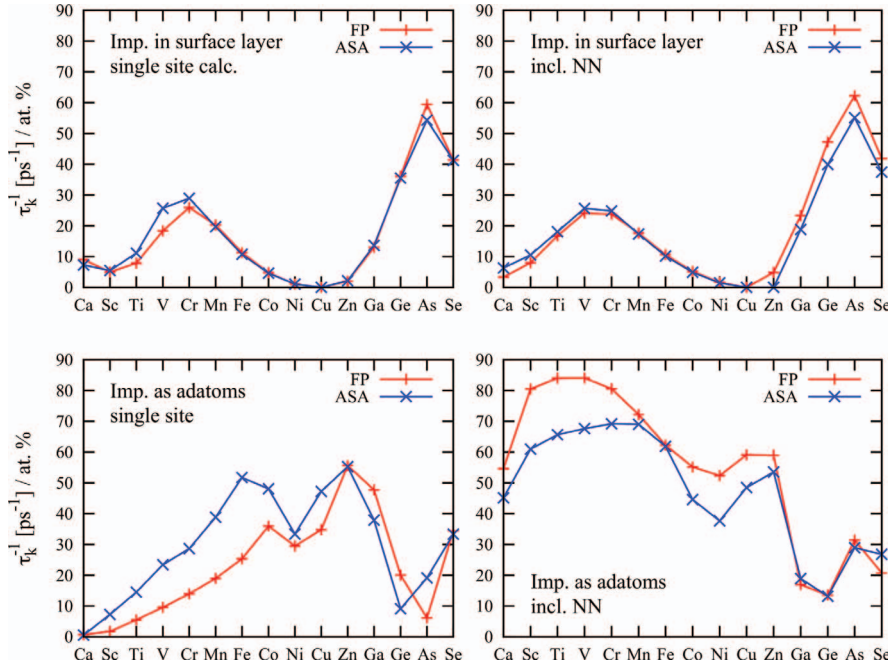 90
80
70
60
50
40
30
20
10
0
τk-1 [ps-1] / at. %
Imp. in surface layer
single site calc.
FP
ASA
Ca Sc Ti V Cr Mn Fe Co Ni Cu Zn Ga Ge As Se
90
80
70
60
50
40
30
20
10
0
Imp. in surface layer
incl. NN
FP
ASA
Ca Sc Ti V Cr Mn Fe Co Ni Cu Zn Ga Ge As Se
90
80
70
60
50
40
30
20
10
0
τk-1 [ps-1] / at. %
Imp. as adatoms
single site
FP
ASA
Ca Sc Ti V Cr Mn Fe Co Ni Cu Zn Ga Ge As Se
90
80
70
60
50
40
30
20
10
0
FP
ASA
Imp. as adatoms
incl. NN
Ca Sc Ti V Cr Mn Fe Co Ni Cu Zn Ga Ge As Se